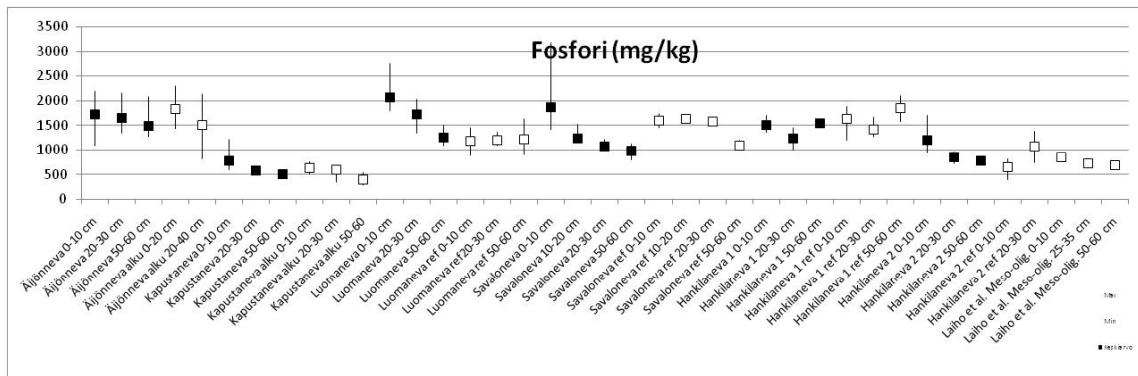 Fosfori (mg/kg)
3500
3000
2500
2000
1500
1000
500
0
Äijönneva 0-10 cm
Äijönneva 20-30 cm
Äijönneva 50-60 cm
Äijönneva alku 0-20 cm
Äijönneva alku 20-40 cm
Kapustaneva 0-10 cm
Kapustaneva 20-30 cm
Kapustaneva 50-60 cm
Kapustaneva alku 0-10 cm
Kapustaneva alku 20-30 cm
Kapustaneva alku 50-60
Luomaneva 0-10 cm
Luomaneva 20-30 cm
Luomaneva 50-60 cm
Luomaneva ref 0-10 cm
Luomaneva ref20-30 cm
Luomaneva ref 50-60 cm
Savaloneva 0-10 cm
Savaloneva 10-20 cm
Savaloneva 20-30 cm
Savaloneva 50-60 cm
Savaloneva ref 0-10 cm
Savaloneva ref 10-20 cm
Savaloneva ref 20-30 cm
Savaloneva ref 50-60 cm
Hankilaneva 1 0-10 cm
Hankilaneva 1 20-30 cm
Hankilaneva 1 50-60 cm
Hankilaneva 1 ref 0-10 cm
Hankilaneva 1 ref 20-30 cm
Hankilaneva 1 ref 50-60 cm
Hankilaneva 2 0-10 cm
Hankilaneva 2 20-30 cm
Hankilaneva 2 50-60 cm
Hankilaneva 2 ref 0-10 cm
Hankilaneva 2 ref 20-30 cm
Laiho et al. Meso-olig. 0-10 cm
Laiho et al. Meso-olig. 25-35 cm
Laiho et al. Meso-olig. 50-60 cm
Max
Min
Keskiarvo